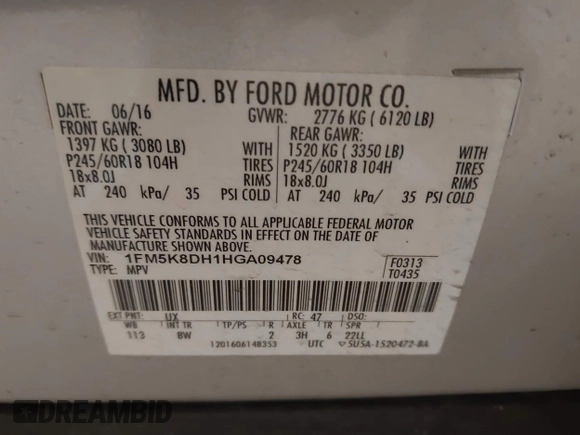 MFD. BY FORD MOTOR CO.
DATE: 06/16 GVWR: 2776 KG ( 6120 LB)
FRONT GAWR: REAR GAWR:
1397 KG ( 3080 LB) WITH 1520 KG ( 3350 LB) WITH
P245/60R18 104H TIRES P245/60R18 104H TIRES
18x8.0J RIMS 18x8.0J RIMS
AT 240 kPa/ 35 PSI COLD AT 240 kPa/ 35 PSI COLD
THIS VEHICLE CONFORMS TO ALL APPLICABLE FEDERAL MOTOR
VEHICLE SAFETY STANDARDS IN EFFECT ON THE DATE OF MANUFACTURE
SHOWN ABOVE.
VIN: 1FM5K8DH1HGA09478 F0313
TYPE: MPV T0435
EXT PNT: UX RC: 47 DSO:
WB INT TR TP/PS R AXLE TR SPR
113 BW 2 3H 6 22LL
1201606148353 UTC 5U5A-1520472-BA
DREAMBID